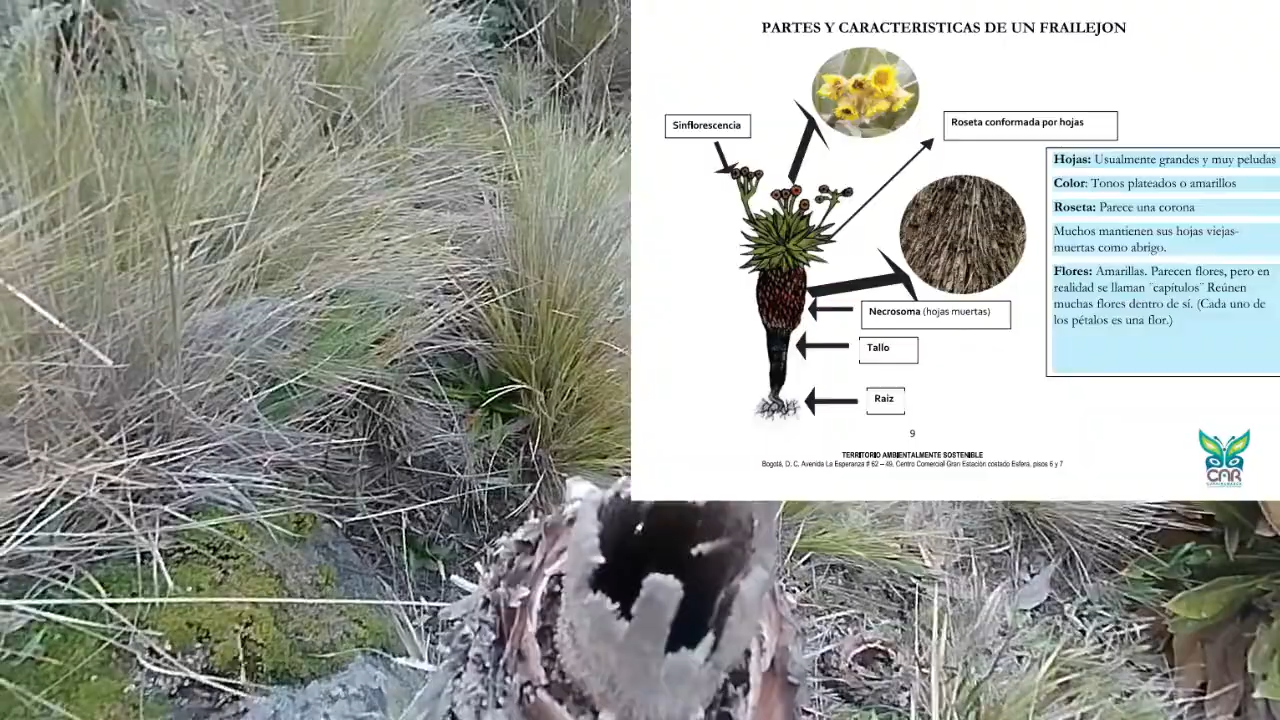 PARTES Y CARACTERISTICAS DE UN FRAILEJON
Sinflorescencia
Roseta conformada por hojas
Necrosoma (hojas muertas)
Tallo
Raiz
Hojas: Usualmente grandes y muy peludas
Color: Tonos plateados o amarillos
Roseta: Parece una corona
Muchos mantienen sus hojas viejas-
muertas como abrigo.
Flores: Amarillas. Parecen flores, pero en
realidad se llaman ¨capítulos¨ Reúnen
muchas flores dentro de sí. (Cada uno de
los pétalos es una flor.)
9
TERRITORIO AMBIENTALMENTE SOSTENIBLE
Bogotá, D. C. Avenida La Esperanza # 62 – 49, Centro Comercial Gran Estación costado Esfera, pisos 6 y 7
CAR